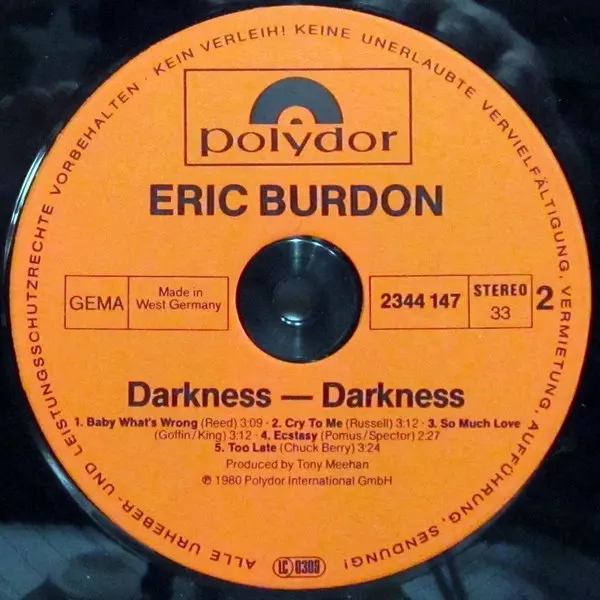 ALLE URHEBER- UND LEISTUNGSSCHUTZRECHTE VORBEHALTEN · KEIN VERLEIH! KEINE UNERLAUBTE VERVIELFÄLTIGUNG, VERMIETUNG, AUFFÜHRUNG, SENDUNG!
polydor
ERIC BURDON
GEMA
Made in
West Germany
2344 147
STEREO
33
2
Darkness — Darkness
1. Baby What's Wrong (Reed) 3:09 · 2. Cry To Me (Russell) 3:12 · 3. So Much Love
(Goffin/King) 3:12 · 4. Ecstasy (Pomus/Spector) 2:27
5. Too Late (Chuck Berry) 3:24
Produced by Tony Meehan
℗ 1980 Polydor International GmbH
LC 0309